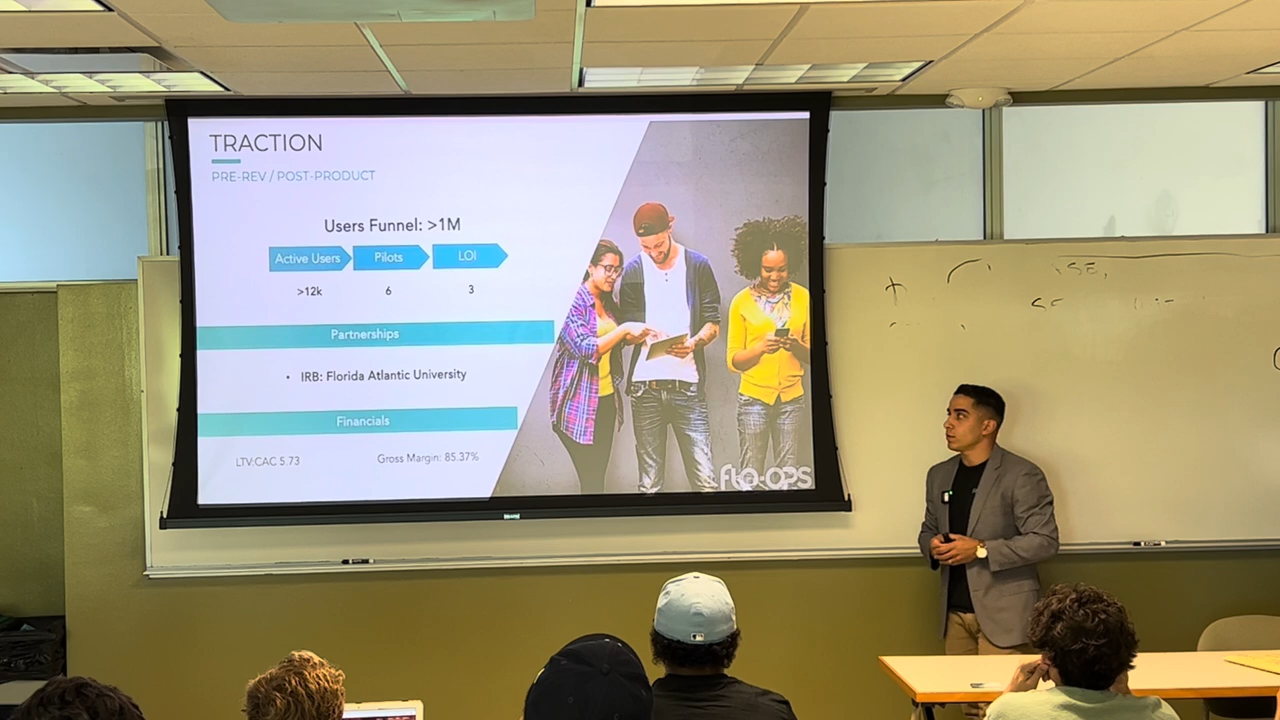 TRACTION
PRE-REV / POST-PRODUCT
Users Funnel: >1M
Active Users Pilots LOI
>12k 6 3
Partnerships
• IRB: Florida Atlantic University
Financials
LTV:CAC 5.73 Gross Margin: 85.37%
FLO-OPS